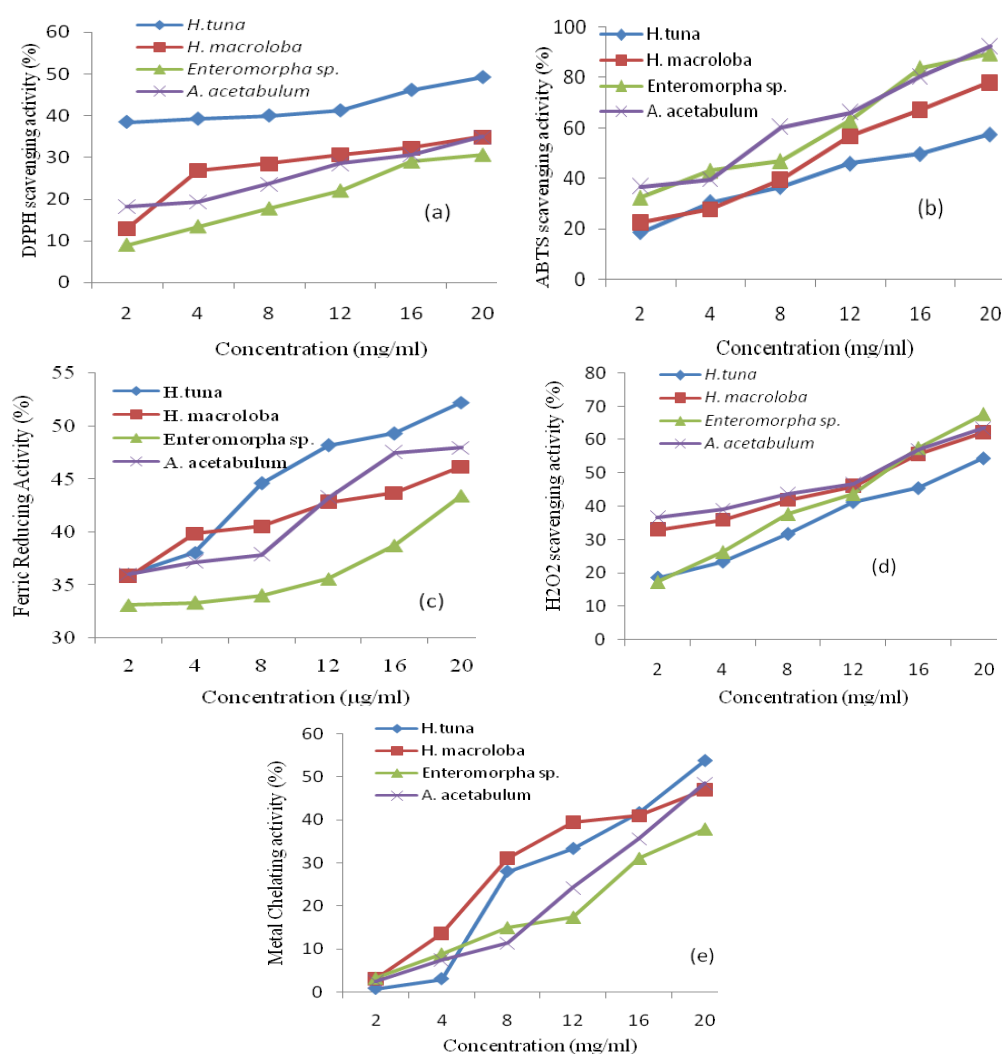 H.tuna
H. macroloba
Enteromorpha sp.
A. acetabulum
DPPH scavenging activity (%)
60
50
40
30
20
10
0
(a)
2 4 8 12 16 20
Concentration (mg/ml)
H.tuna
H. macroloba
Enteromorpha sp.
A. acetabulum
ABTS scavenging activity (%)
100
80
60
40
20
0
(b)
2 4 8 12 16 20
Concentration (mg/ml)
H.tuna
H. macroloba
Enteromorpha sp.
A. acetabulum
Ferric Reducing Activity (%)
55
50
45
40
35
30
(c)
2 4 8 12 16 20
Concentration (µg/ml)
H.tuna
H. macroloba
Enteromorpha sp.
A. acetabulum
H2O2 scavenging activity (%)
80
70
60
50
40
30
20
10
0
(d)
2 4 8 12 16 20
Concentration (mg/ml)
H.tuna
H. macroloba
Enteromorpha sp.
A. acetabulum
Metal Chelating activity (%)
60
50
40
30
20
10
0
(e)
2 4 8 12 16 20
Concentration (mg/ml)